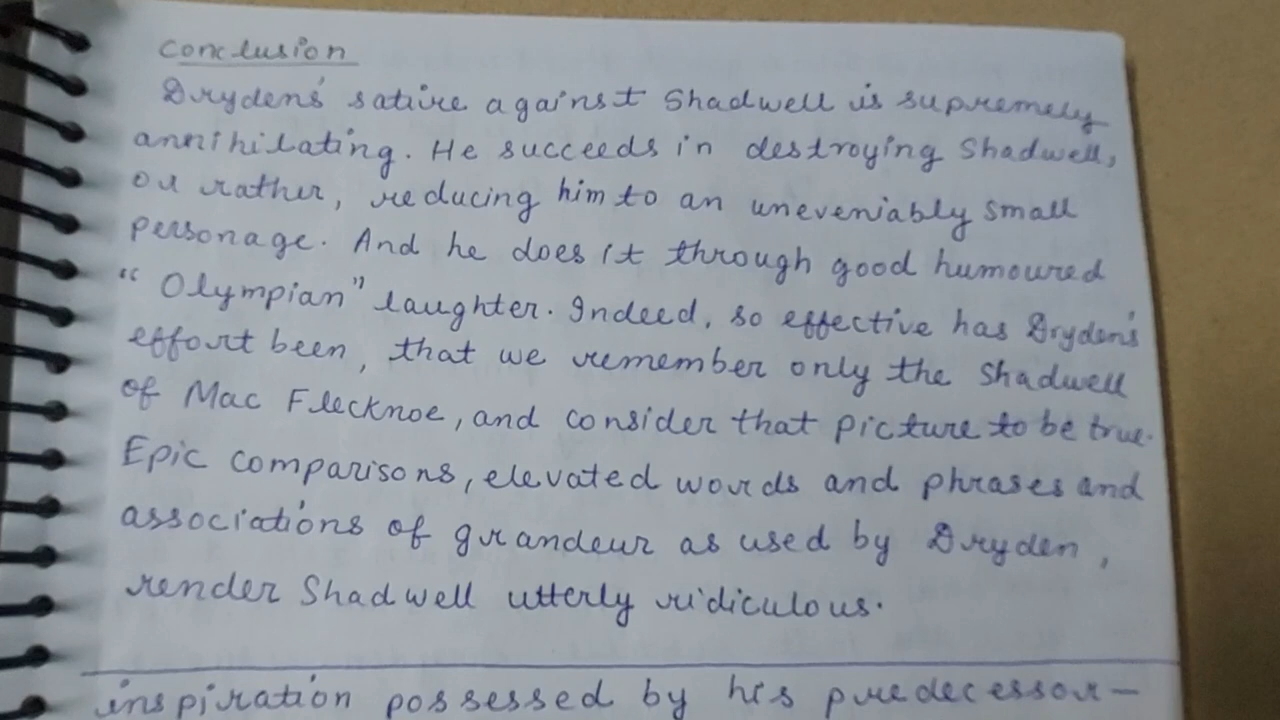 Conclusion
Dryden's satire against Shadwell is supremely
annihilating. He succeeds in destroying Shadwell,
or rather, reducing him to an uneveniably small
personage. And he does it through good humoured
“Olympian” laughter. Indeed, so effective has Dryden's
effort been, that we remember only the Shadwell
of Mac Flecknoe, and consider that picture to be true.
Epic comparisons, elevated words and phrases and
associations of grandeur as used by Dryden,
render Shadwell utterly ridiculous.
inspiration possessed by his predecessor—